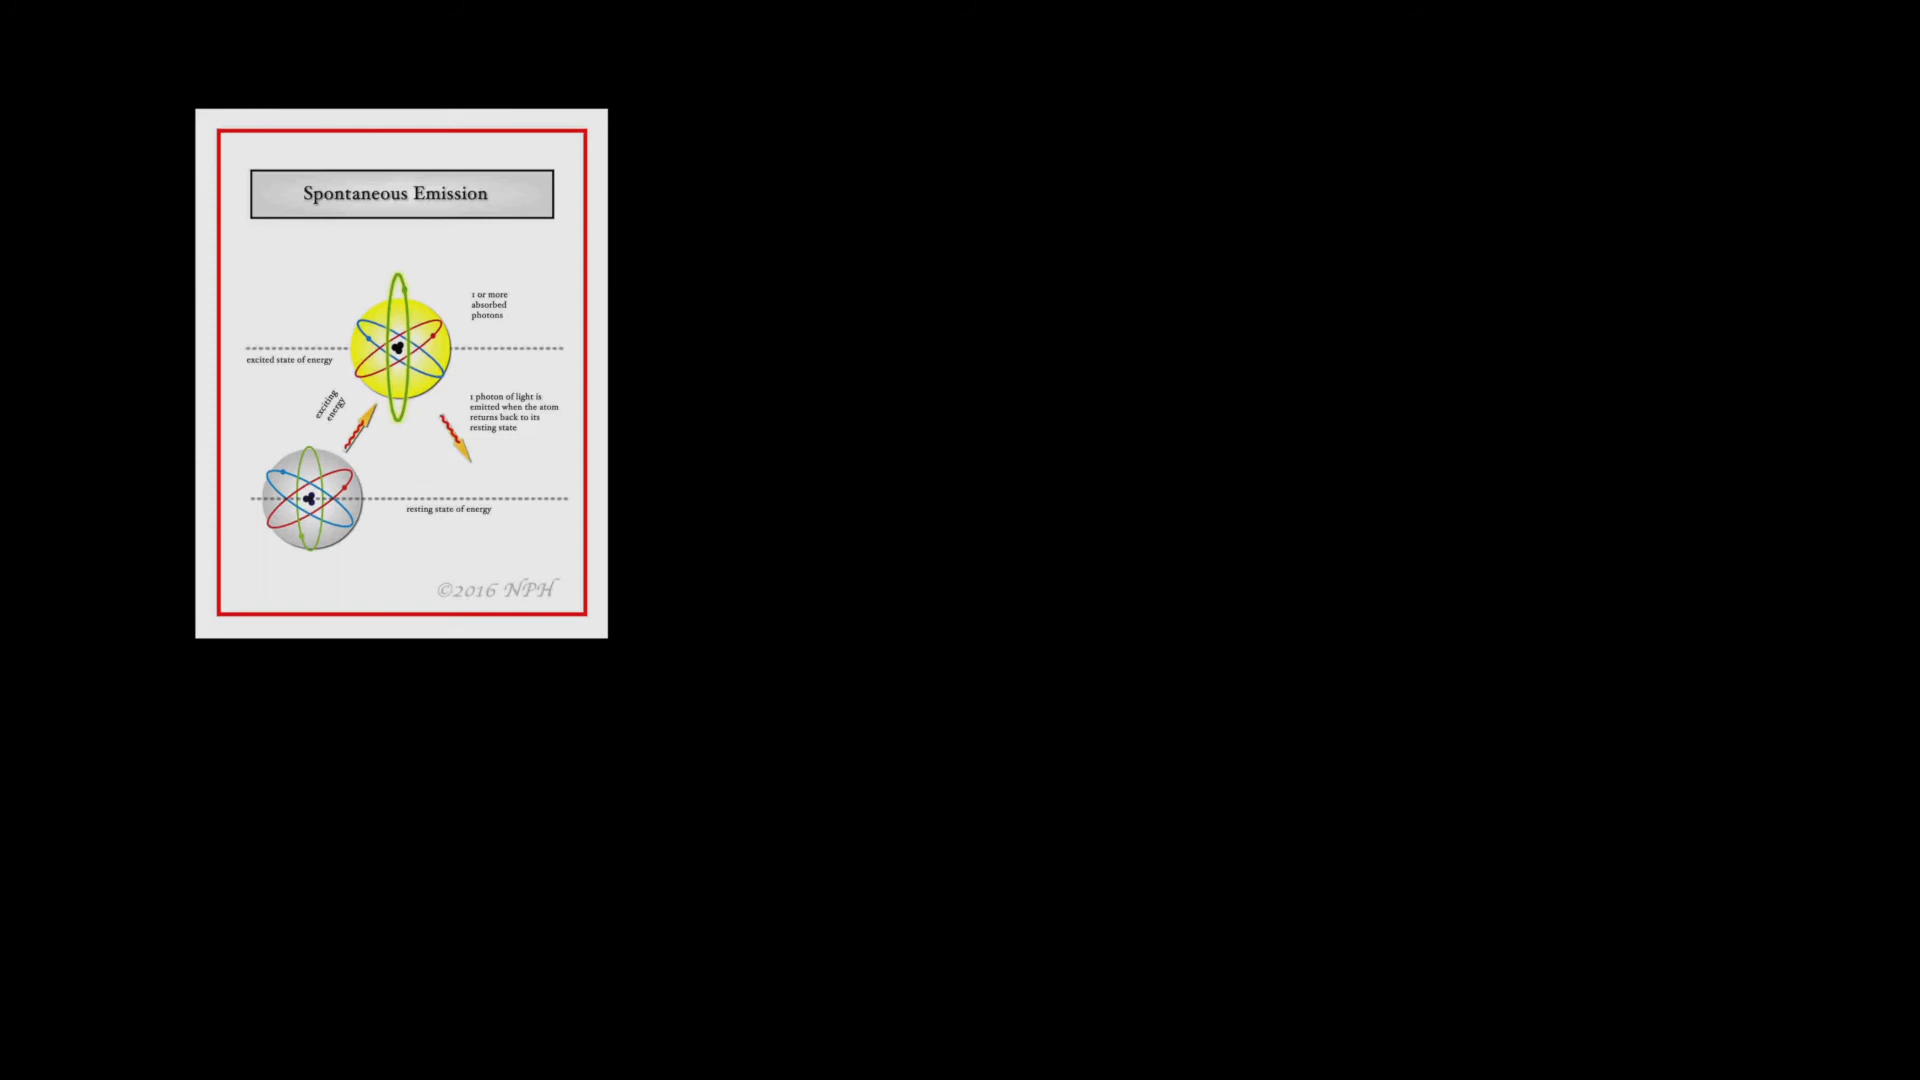 Spontaneous Emission
1 or more
absorbed
photons
excited state of energy
exciting
energy
1 photon of light is
emitted when the atom
returns back to its
resting state
resting state of energy
©2016 NPH